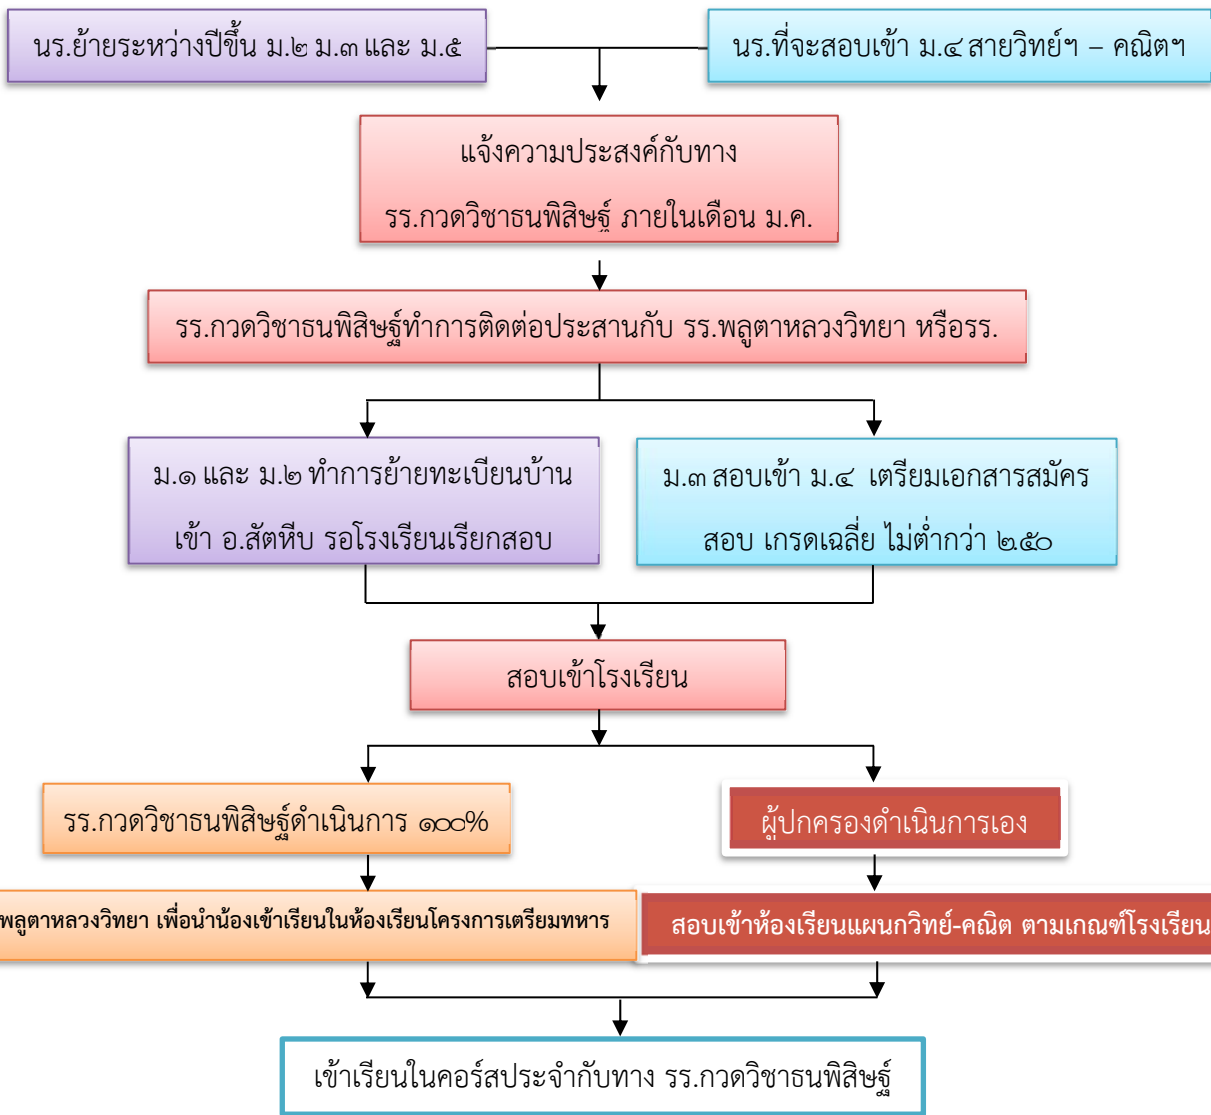 นร.ย้ายระหว่างปีขึ้น ม.๒ ม.๓ และ ม.๕
นร.ที่จะสอบเข้า ม.๔ สายวิทย์ฯ – คณิตฯ
แจ้งความประสงค์กับทาง
รร.กวดวิชาธนพิสิษฐ์ ภายในเดือน ม.ค.
รร.กวดวิชาธนพิสิษฐ์ทำการติดต่อประสานกับ รร.พลูตาหลวงวิทยา หรือรร.
ม.๑ และ ม.๒ ทำการย้ายทะเบียนบ้าน
เข้า อ.สัตหีบ รอโรงเรียนเรียกสอบ
ม.๓ สอบเข้า ม.๔ เตรียมเอกสารสมัคร
สอบ เกรดเฉลี่ย ไม่ต่ำกว่า ๒.๕๐
สอบเข้าโรงเรียน
รร.กวดวิชาธนพิสิษฐ์ดำเนินการ ๑๐๐%
ผู้ปกครองดำเนินการเอง
พลูตาหลวงวิทยา เพื่อนำน้องเข้าเรียนในห้องเรียนโครงการเตรียมทหาร
สอบเข้าห้องเรียนแผนกวิทย์-คณิต ตามเกณฑ์โรงเรียน
เข้าเรียนในคอร์สประจำกับทาง รร.กวดวิชาธนพิสิษฐ์